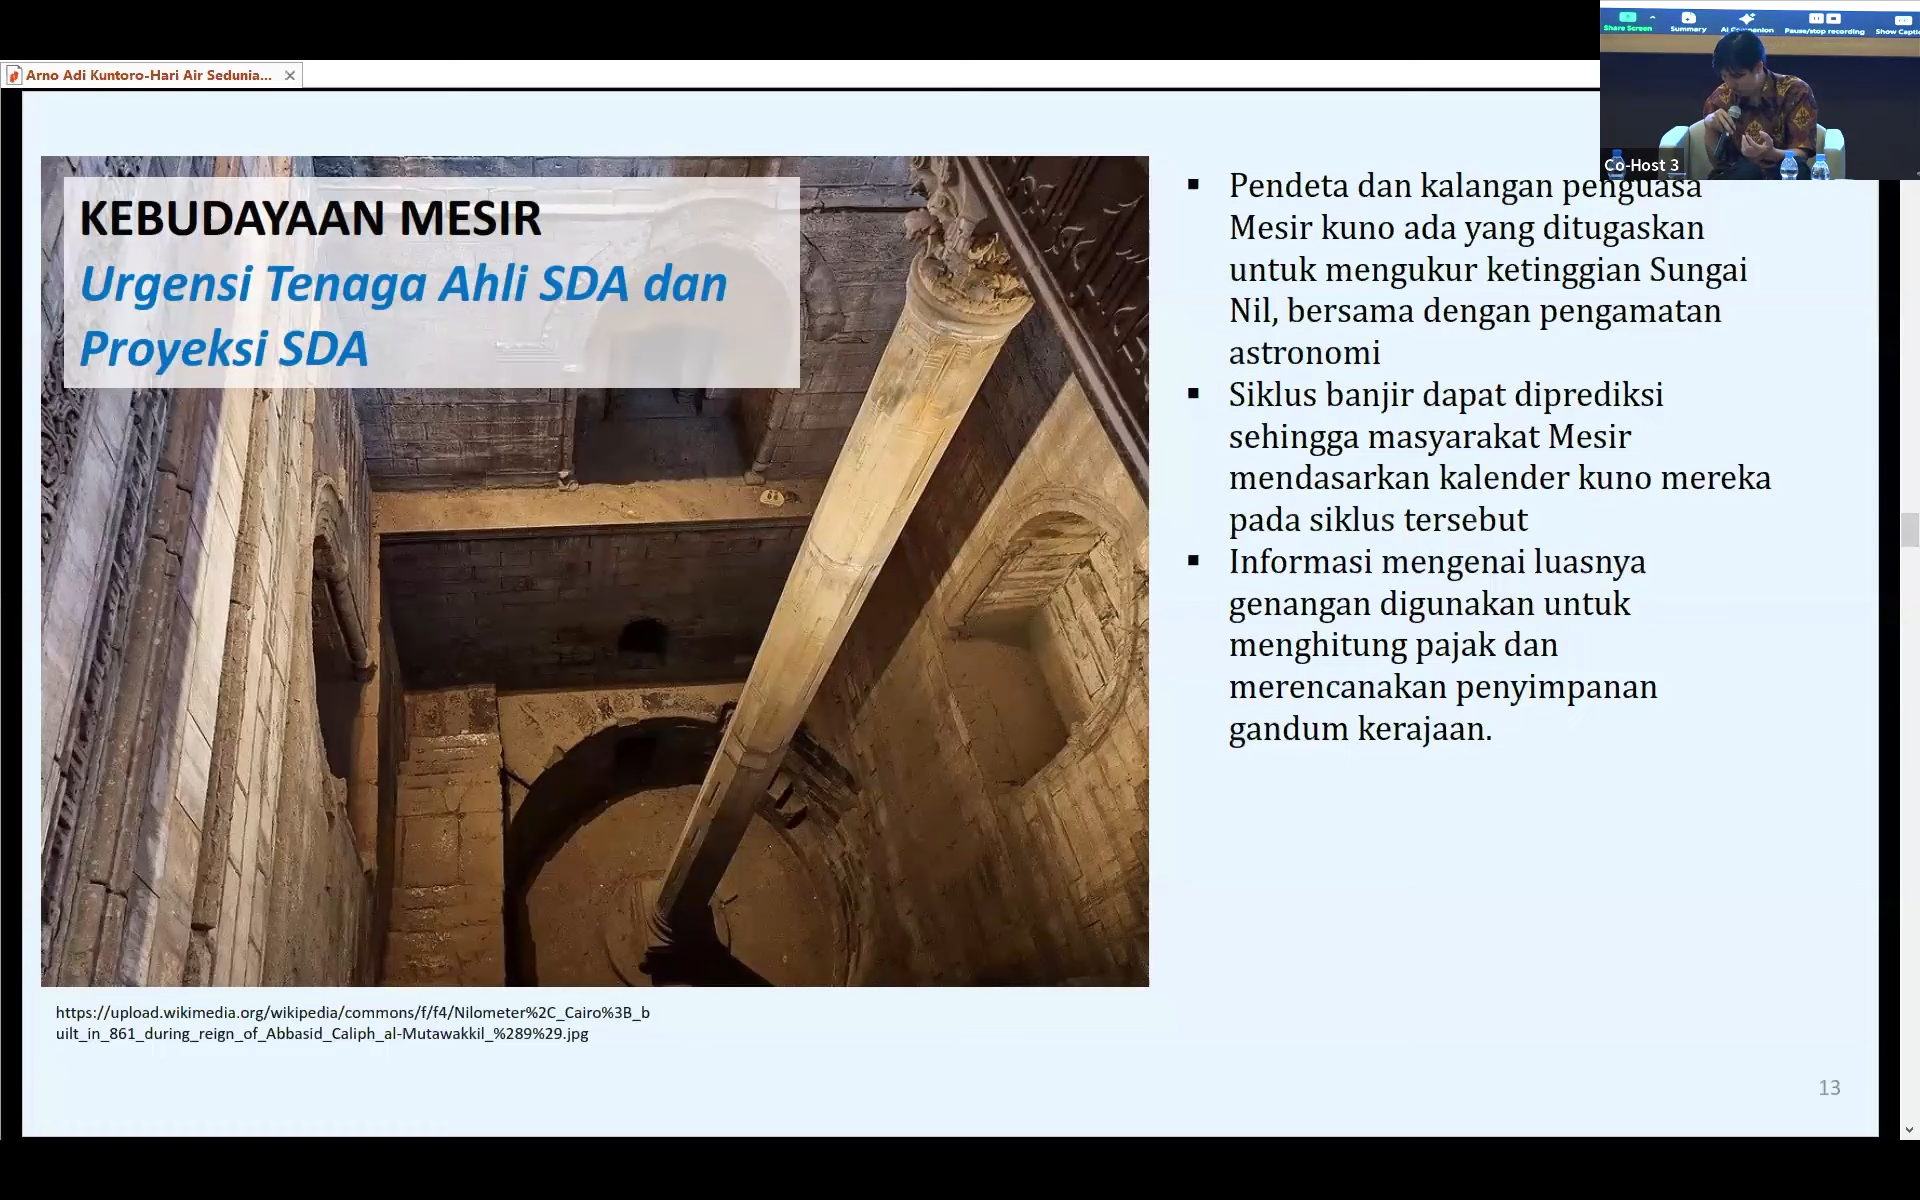 Share Screen
Summary
AI Companion
Pause/stop recording
Show Capti
Arno Adi Kuntoro-Hari Air Sedunia...
Co-Host 3
KEBUDAYAAN MESIR
Urgensi Tenaga Ahli SDA dan
Proyeksi SDA
▪ Pendeta dan kalangan penguasa
Mesir kuno ada yang ditugaskan
untuk mengukur ketinggian Sungai
Nil, bersama dengan pengamatan
astronomi
▪ Siklus banjir dapat diprediksi
sehingga masyarakat Mesir
mendasarkan kalender kuno mereka
pada siklus tersebut
▪ Informasi mengenai luasnya
genangan digunakan untuk
menghitung pajak dan
merencanakan penyimpanan
gandum kerajaan.
https://upload.wikimedia.org/wikipedia/commons/f/f4/Nilometer%2C_Cairo%3B_b
uilt_in_861_during_reign_of_Abbasid_Caliph_al-Mutawakkil_%289%29.jpg
13